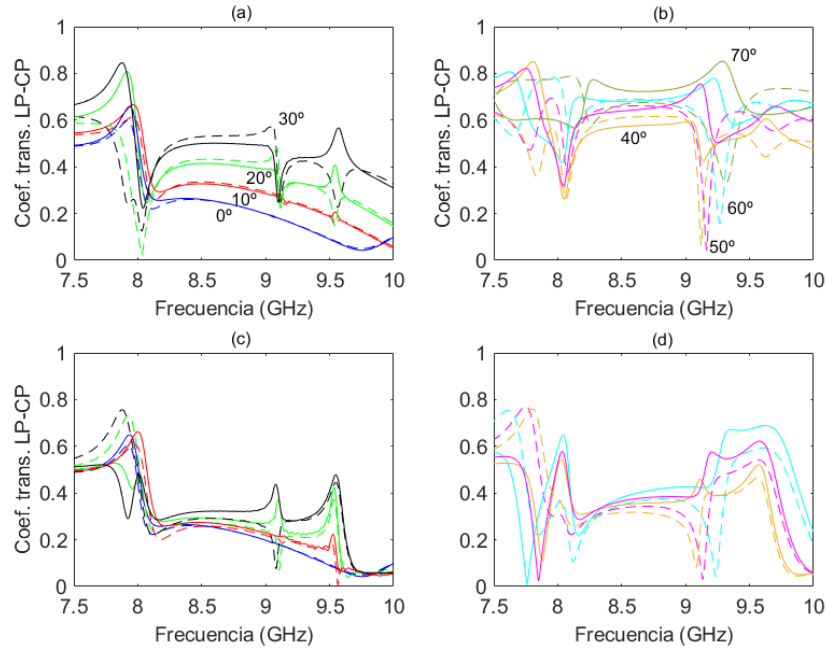 (a)
Coef. trans. LP-CP
1
0.8
0.6
0.4
0.2
0
30º
20º
10º
0º
7.5 8 8.5 9 9.5 10
Frecuencia (GHz)
(b)
Coef. trans. LP-CP
1
0.8
0.6
0.4
0.2
0
70º
40º
60º
50º
7.5 8 8.5 9 9.5 10
Frecuencia (GHz)
(c)
Coef. trans. LP-CP
1
0.8
0.6
0.4
0.2
0
7.5 8 8.5 9 9.5 10
Frecuencia (GHz)
(d)
Coef. trans. LP-CP
1
0.8
0.6
0.4
0.2
0
7.5 8 8.5 9 9.5 10
Frecuencia (GHz)